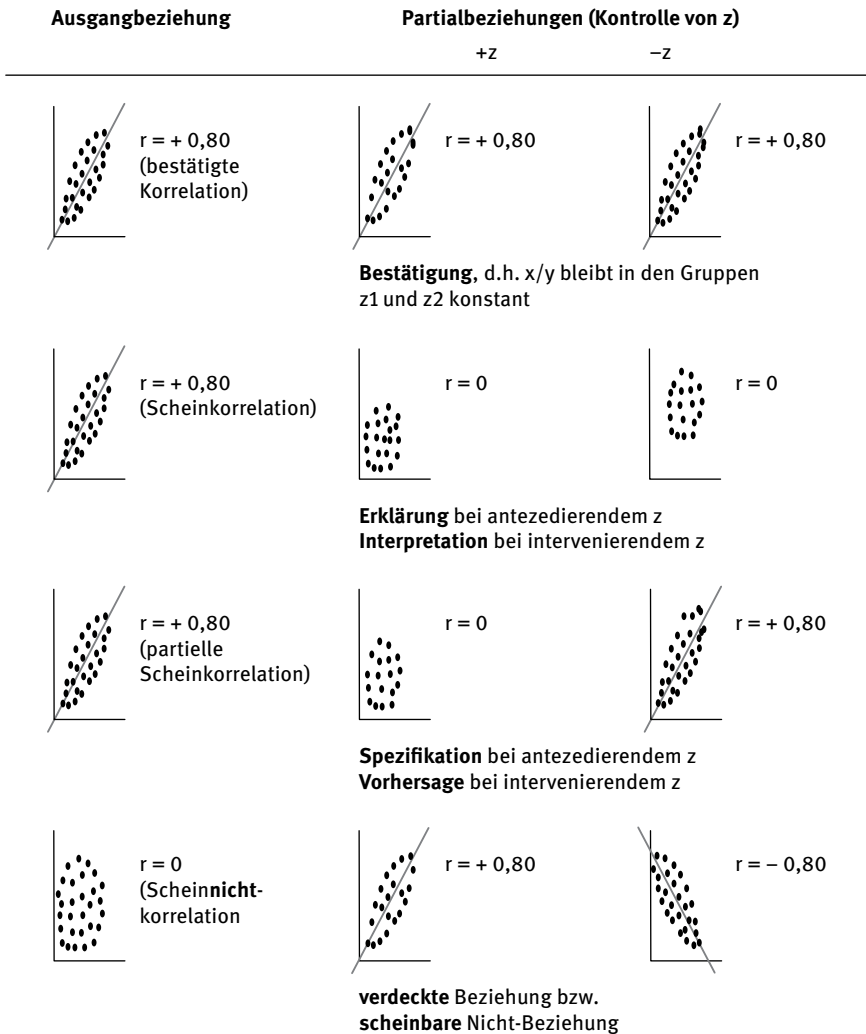 Ausgangbeziehung
Partialbeziehungen (Kontrolle von z)
+z
–z
r = + 0,80
(bestätigte
Korrelation)
r = + 0,80
r = + 0,80
Bestätigung, d.h. x/y bleibt in den Gruppen
z1 und z2 konstant
r = + 0,80
(Scheinkorrelation)
r = 0
r = 0
Erklärung bei antezedierendem z
Interpretation bei intervenierendem z
r = + 0,80
(partielle
Scheinkorrelation)
r = 0
r = + 0,80
Spezifikation bei antezedierendem z
Vorhersage bei intervenierendem z
r = 0
(Scheinnicht-
korrelation
r = + 0,80
r = – 0,80
verdeckte Beziehung bzw.
scheinbare Nicht-Beziehung